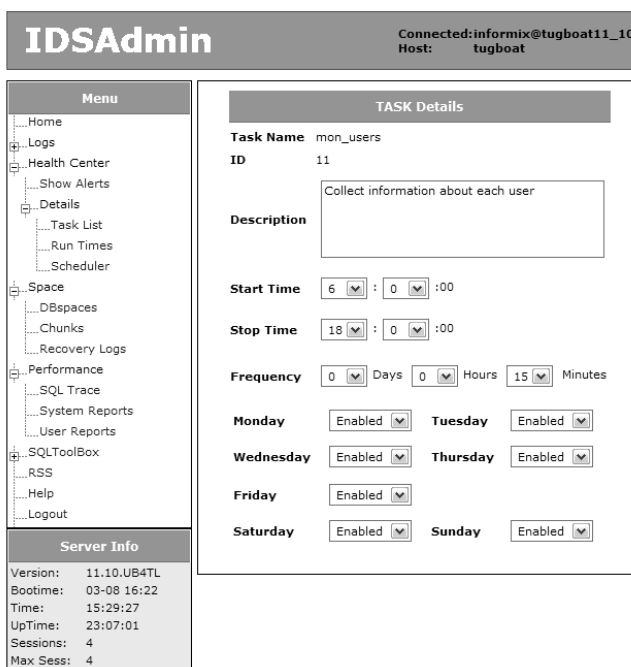 IDSAdmin
Connected:informix@tugboat11_10
Host: tugboat
Menu
Home
Logs
Health Center
Show Alerts
Details
Task List
Run Times
Scheduler
Space
DBspaces
Chunks
Recovery Logs
Performance
SQL Trace
System Reports
User Reports
SQLToolBox
RSS
Help
Logout
Server Info
Version: 11.10.UB4TL
Bootime: 03-08 16:22
Time: 15:29:27
UpTime: 23:07:01
Sessions: 4
Max Sess: 4
TASK Details
Task Name mon_users
ID 11
Description Collect information about each user
Start Time 6 : 0 :00
Stop Time 18 : 0 :00
Frequency 0 Days 0 Hours 15 Minutes
Monday Enabled Tuesday Enabled
Wednesday Enabled Thursday Enabled
Friday Enabled
Saturday Enabled Sunday Enabled